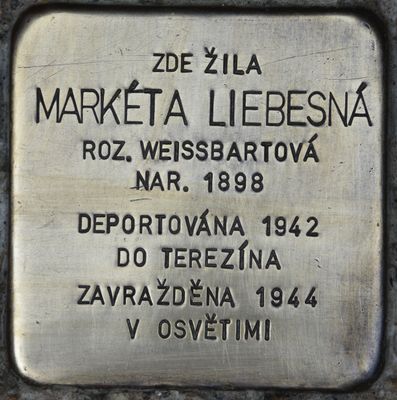 ZDE ŽILA
MARKÉTA LIEBESNÁ
ROZ. WEISSBARTOVÁ
NAR. 1898
DEPORTOVÁNA 1942
DO TEREZÍNA
ZAVRAŽDĚNA 1944
V OSVĚTIMI